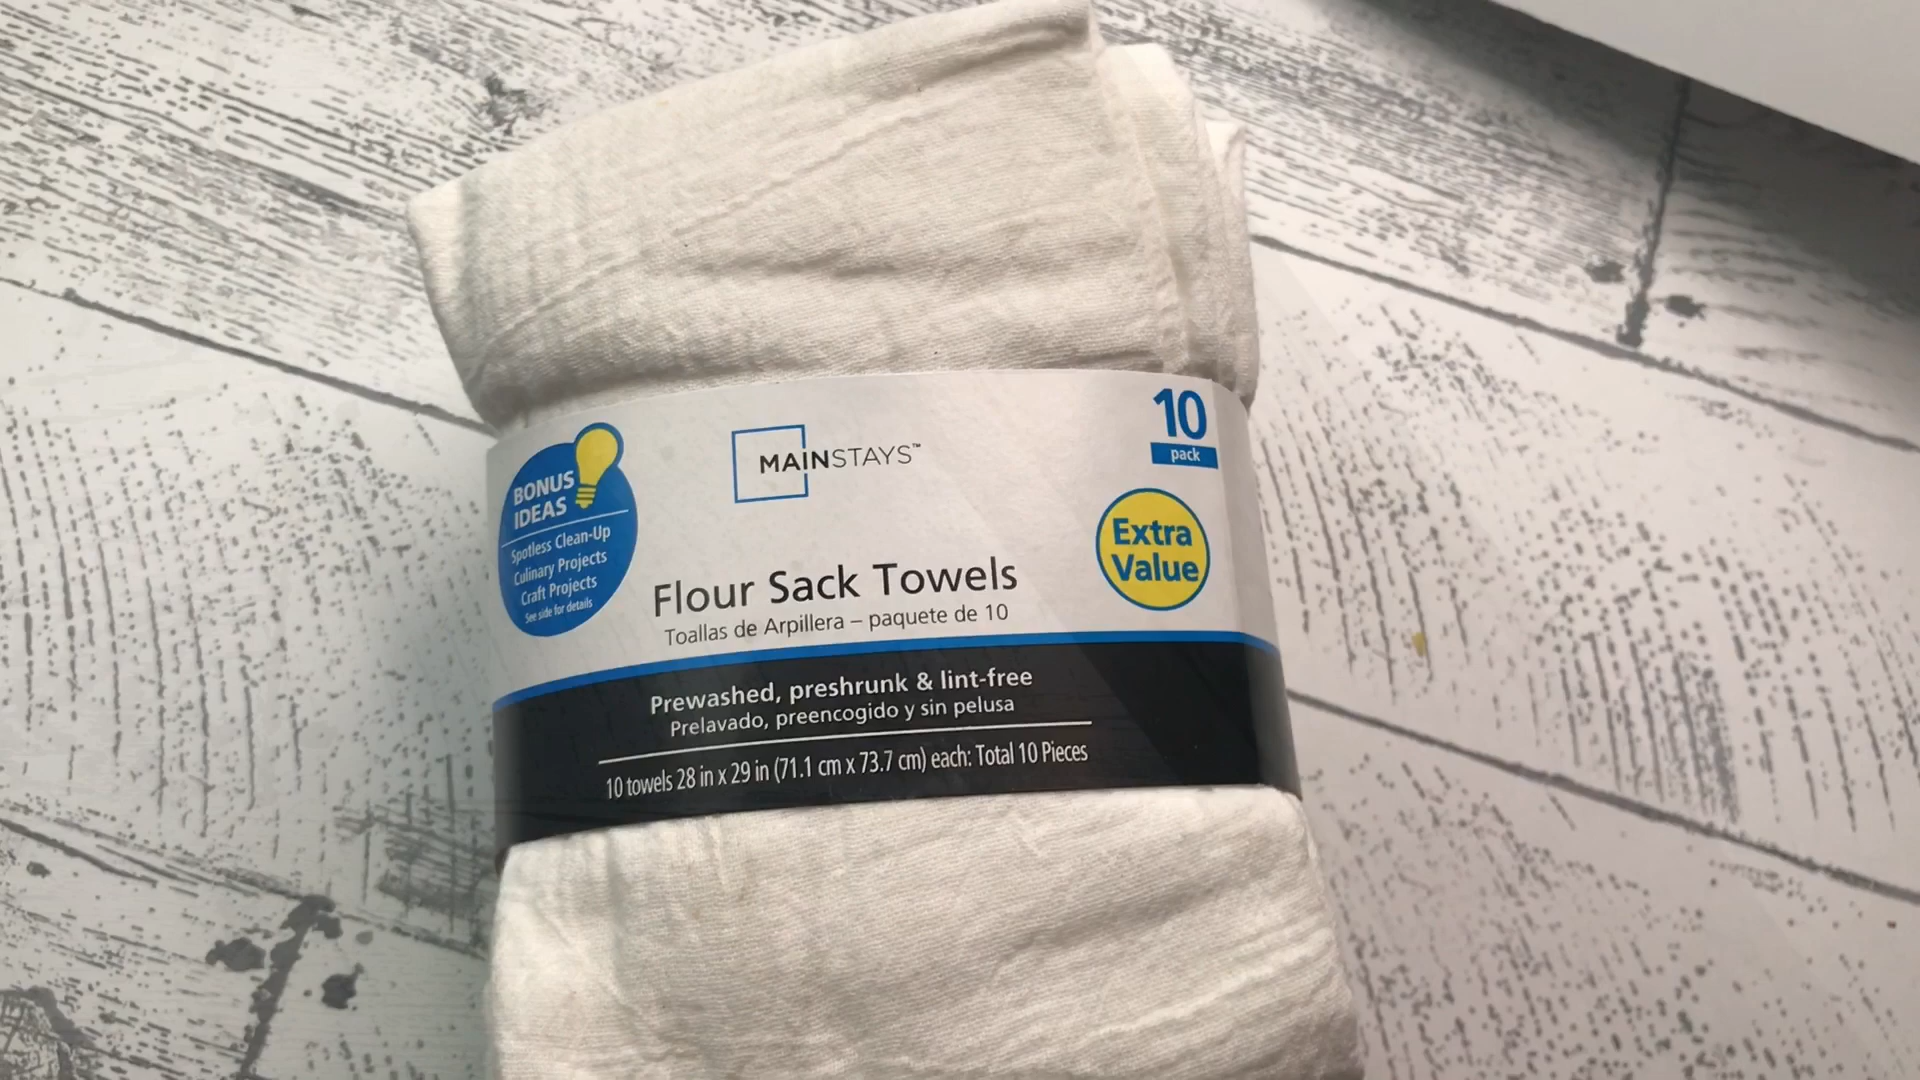 BONUS
IDEAS
Spotless Clean-Up
Culinary Projects
Craft Projects
See side for details
MAINSTAYS™
10
pack
Extra
Value
Flour Sack Towels
Toallas de Arpillera – paquete de 10
Prewashed, preshrunk & lint-free
Prelavado, preencogido y sin pelusa
10 towels 28 in x 29 in (71.1 cm x 73.7 cm) each: Total 10 Pieces